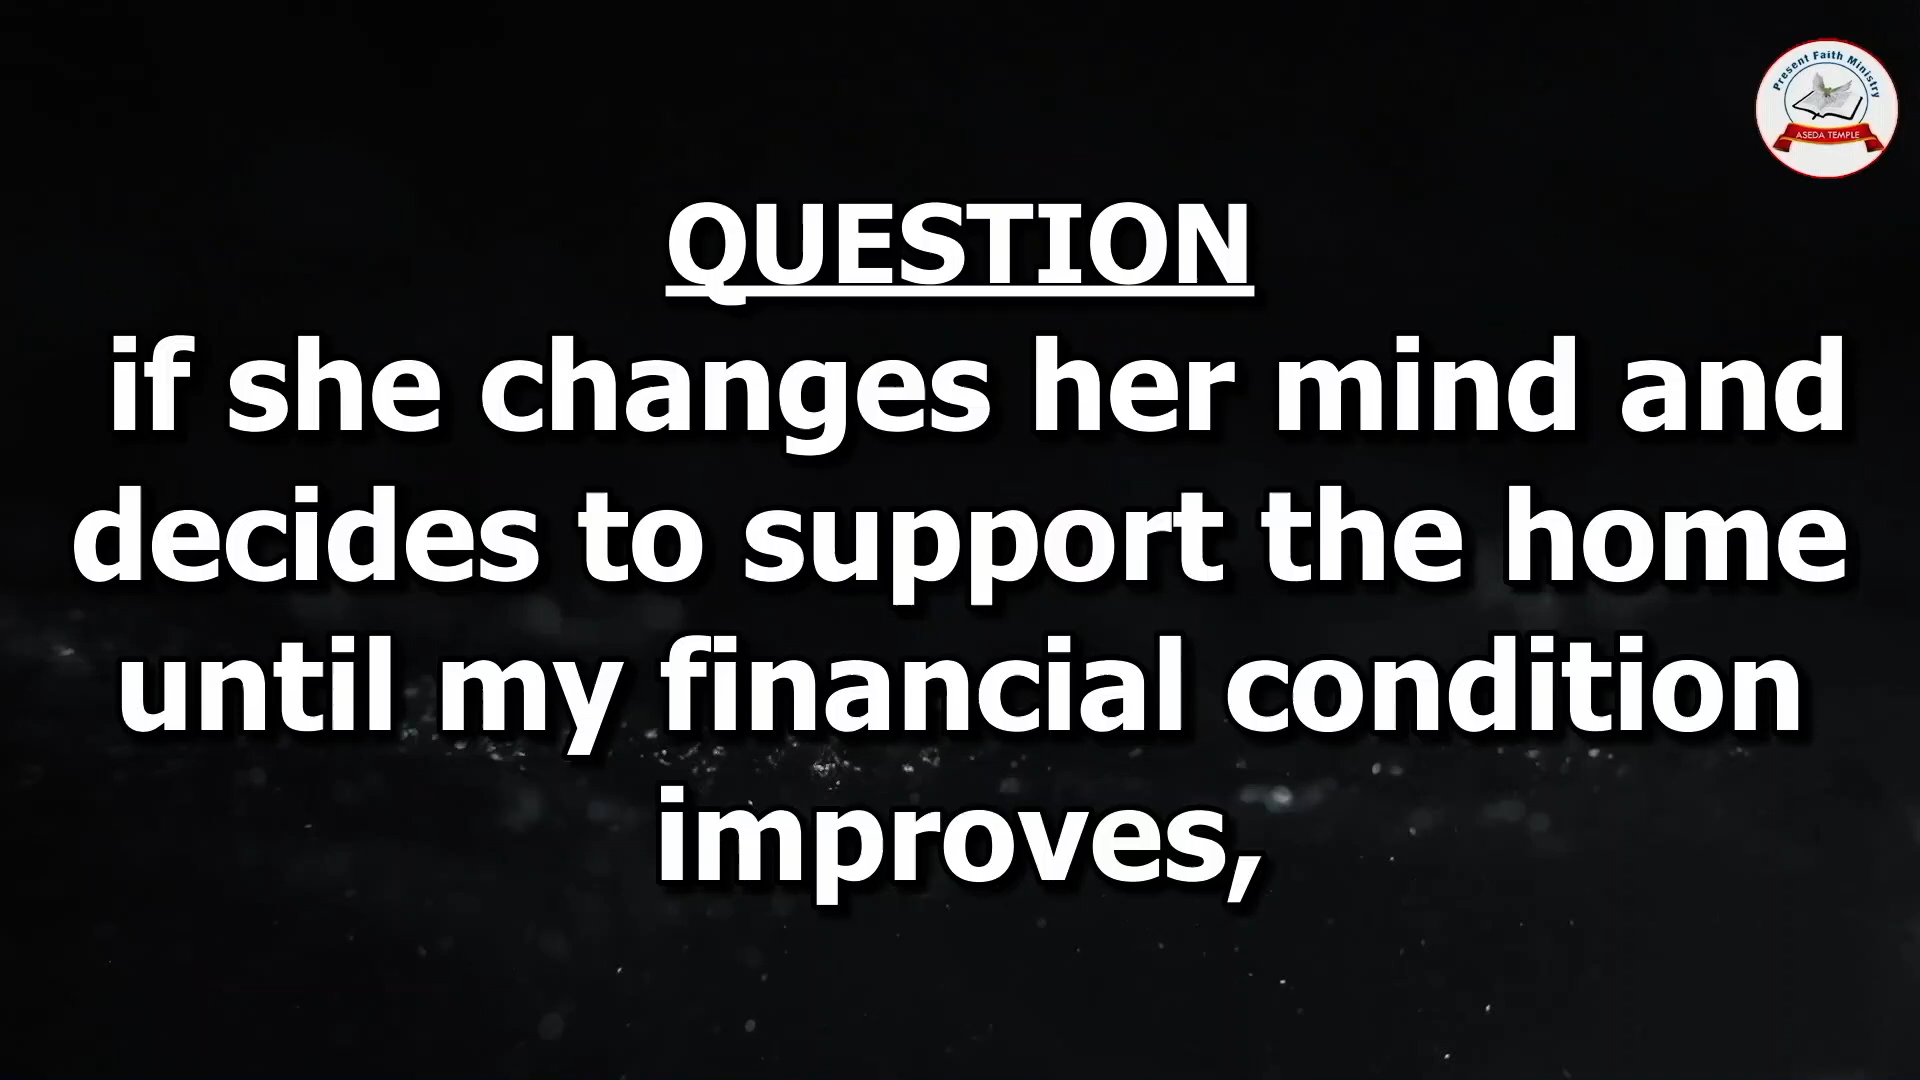 Present Faith Ministry
ASEDA TEMPLE
QUESTION
if she changes her mind and
decides to support the home
until my financial condition
improves,